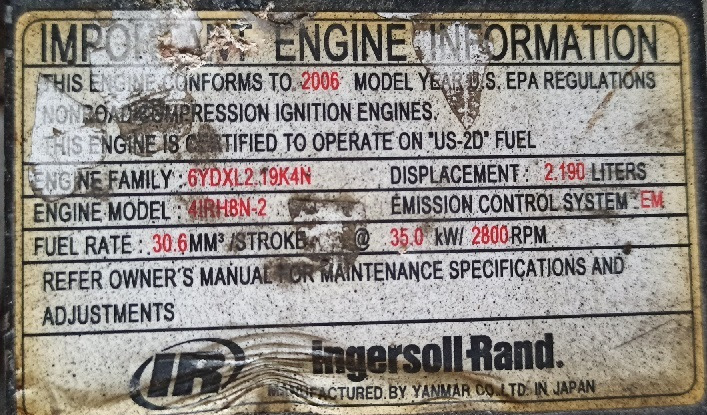 IMPORTANT ENGINE INFORMATION
THIS ENGINE CONFORMS TO 2006 MODEL YEAR U.S. EPA REGULATIONS
NONROAD COMPRESSION IGNITION ENGINES.
THIS ENGINE IS CERTIFIED TO OPERATE ON "US-2D" FUEL
ENGINE FAMILY : 6YDXL2.19K4N DISPLACEMENT : 2.190 LITERS
ENGINE MODEL : 4IRH8N-2 EMISSION CONTROL SYSTEM : EM
FUEL RATE : 30.6 MM³ /STROKE @ 35.0 kW/ 2800 RPM
REFER OWNER'S MANUAL FOR MAINTENANCE SPECIFICATIONS AND
ADJUSTMENTS
IR Ingersoll-Rand.
MANUFACTURED BY YANMAR CO.,LTD. IN JAPAN